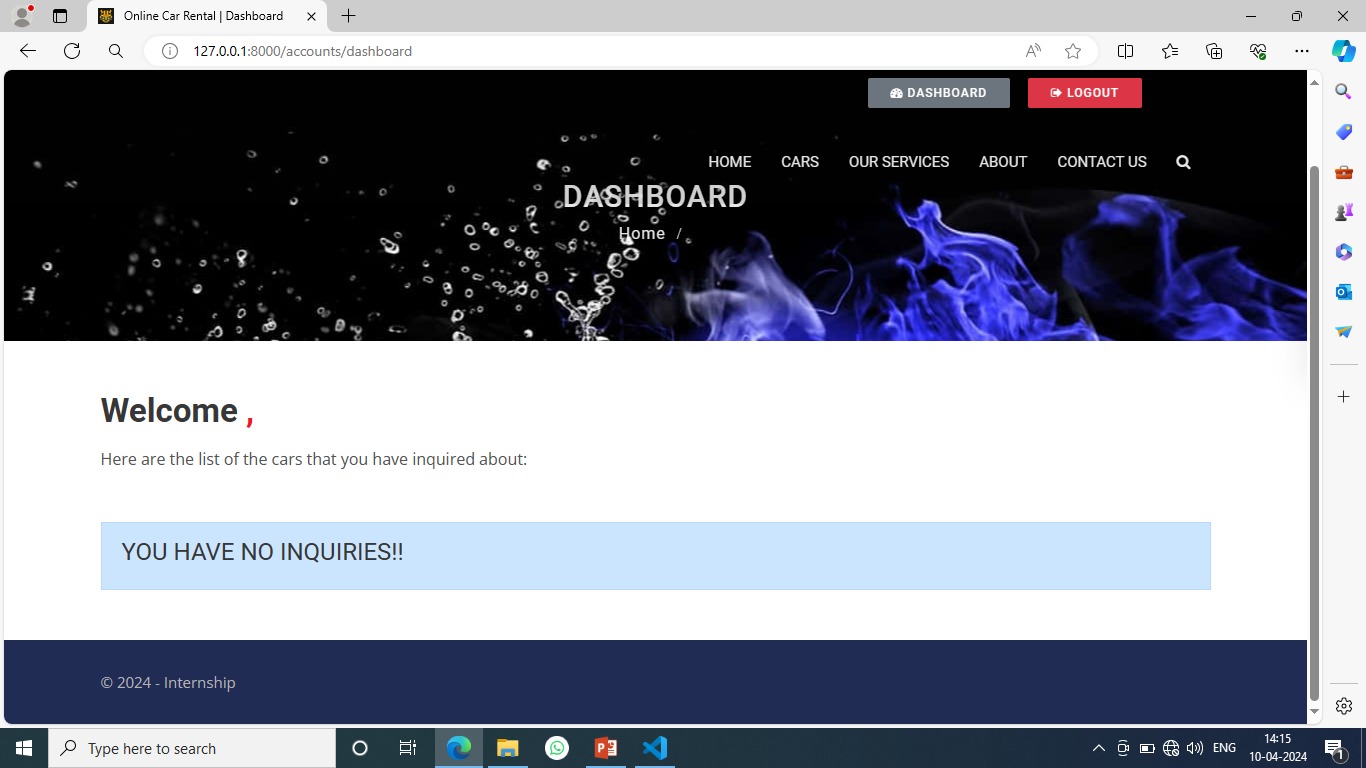 Online Car Rental | Dashboard
127.0.0.1:8000/accounts/dashboard
DASHBOARD
LOGOUT
HOME CARS OUR SERVICES ABOUT CONTACT US
DASHBOARD
Home /
Welcome ,
Here are the list of the cars that you have inquired about:
YOU HAVE NO INQUIRIES!!
© 2024 - Internship
Type here to search
ENG
14:15
10-04-2024
1